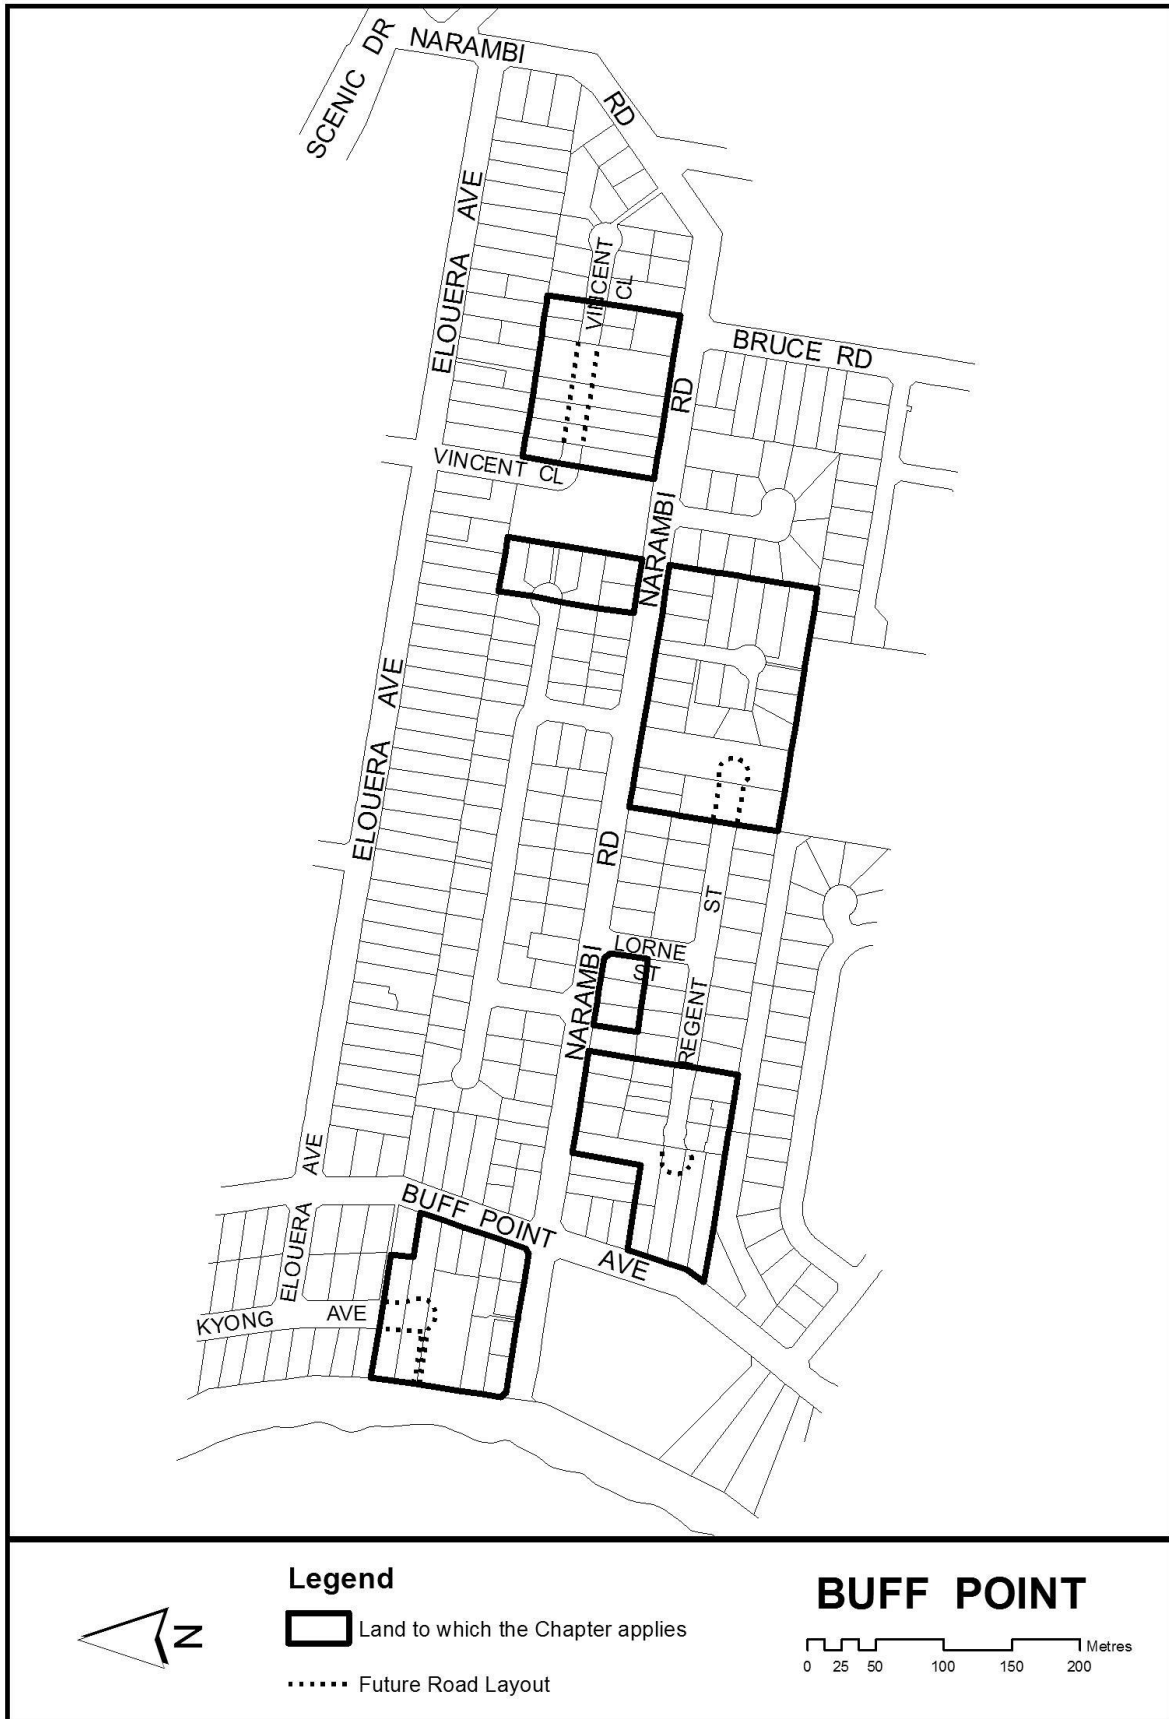 SCENIC DR
NARAMBI
RD
ELOUERA AVE
VINCENT
CL
BRUCE RD
RD
VINCENT CL
NARAMBI
ELOUERA AVE
RD
ST
LORNE
ST
NARAMBI
REGENT
AVE
ELOUERA
BUFF POINT
AVE
KYONG AVE
Legend
Land to which the Chapter applies
Future Road Layout
N
BUFF POINT
Metres
0 25 50 100 150 200